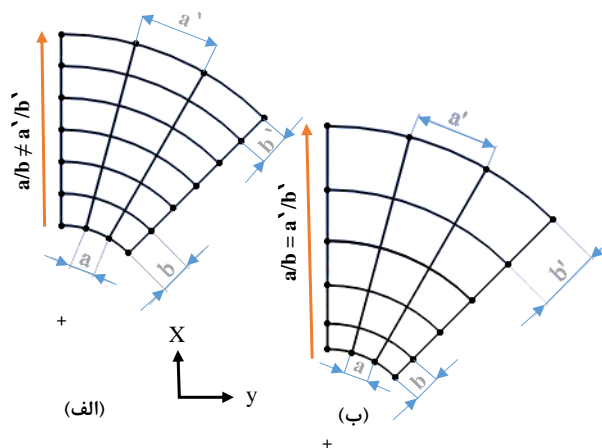 a'
a/b ≠ a`/b`
b'
a
b
(الف)
X
y
a'
a/b = a`/b`
b'
a
b
(ب)